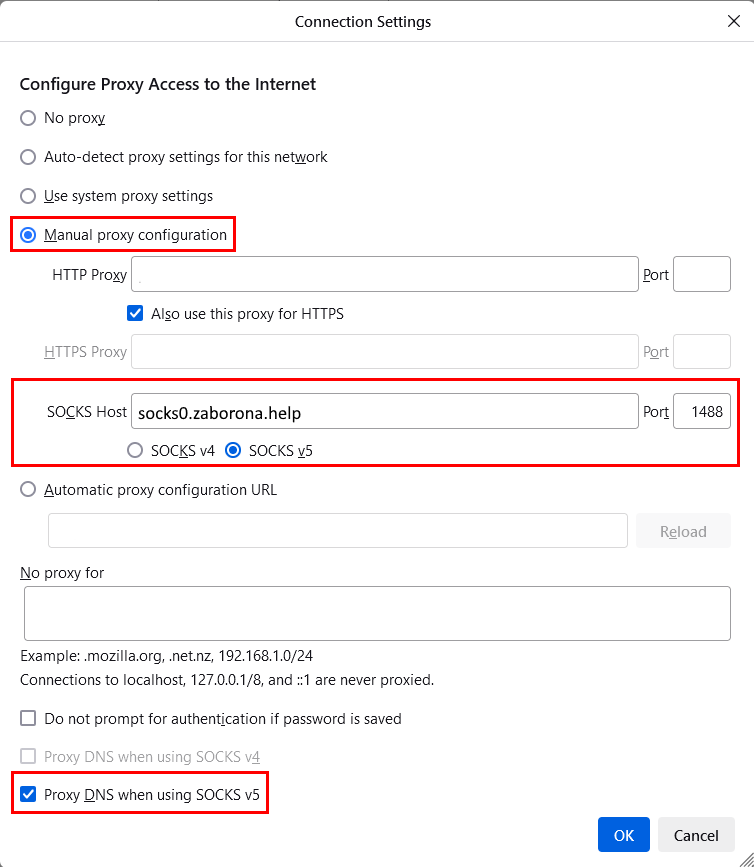 Connection Settings
Configure Proxy Access to the Internet
No proxy
Auto-detect proxy settings for this network
Use system proxy settings
Manual proxy configuration
HTTP Proxy Port
Also use this proxy for HTTPS
HTTPS Proxy Port
SOCKS Host socks0.zaborona.help Port 1488
SOCKS v4 SOCKS v5
Automatic proxy configuration URL
Reload
No proxy for
Example: .mozilla.org, .net.nz, 192.168.1.0/24
Connections to localhost, 127.0.0.1/8, and ::1 are never proxied.
Do not prompt for authentication if password is saved
Proxy DNS when using SOCKS v4
Proxy DNS when using SOCKS v5
OK Cancel